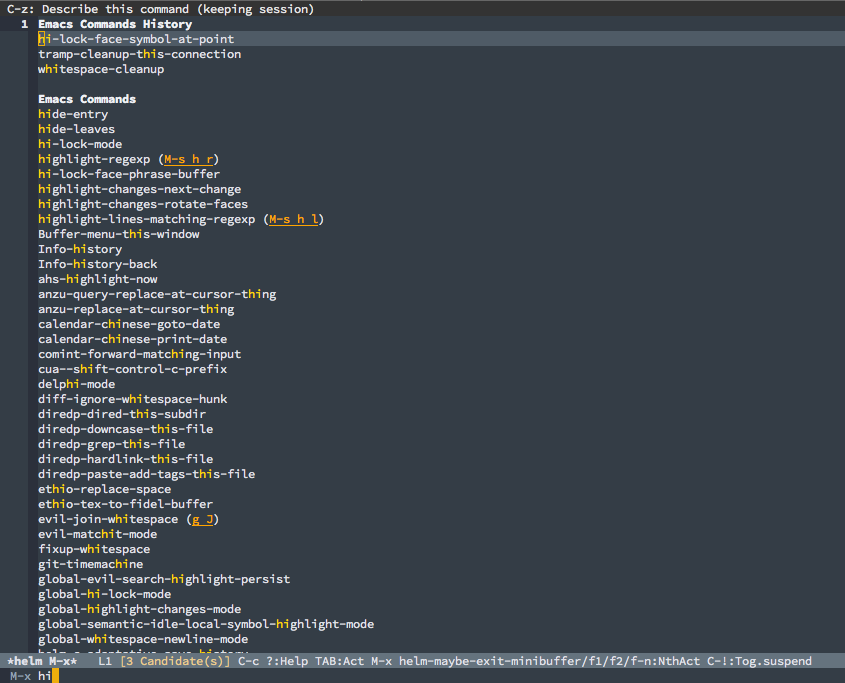 C-z: Describe this command (keeping session)
1 Emacs Commands History
hi-lock-face-symbol-at-point
tramp-cleanup-this-connection
whitespace-cleanup
Emacs Commands
hide-entry
hide-leaves
hi-lock-mode
highlight-regexp (M-s h r)
hi-lock-face-phrase-buffer
highlight-changes-next-change
highlight-changes-rotate-faces
highlight-lines-matching-regexp (M-s h l)
Buffer-menu-this-window
Info-history
Info-history-back
ahs-highlight-now
anzu-query-replace-at-cursor-thing
anzu-replace-at-cursor-thing
calendar-chinese-goto-date
calendar-chinese-print-date
comint-forward-matching-input
cua--shift-control-c-prefix
delphi-mode
diff-ignore-whitespace-hunk
diredp-dired-this-subdir
diredp-downcase-this-file
diredp-grep-this-file
diredp-hardlink-this-file
diredp-paste-add-tags-this-file
ethio-replace-space
ethio-tex-to-fidel-buffer
evil-join-whitespace (g J)
evil-matchit-mode
fixup-whitespace
git-timemachine
global-evil-search-highlight-persist
global-hi-lock-mode
global-highlight-changes-mode
global-semantic-idle-local-symbol-highlight-mode
global-whitespace-newline-mode
*helm M-x* L1 [3 Candidate(s)] C-c ?:Help TAB:Act M-x helm-maybe-exit-minibuffer/f1/f2/f-n:NthAct C-!:Tog.suspend
M-x hi